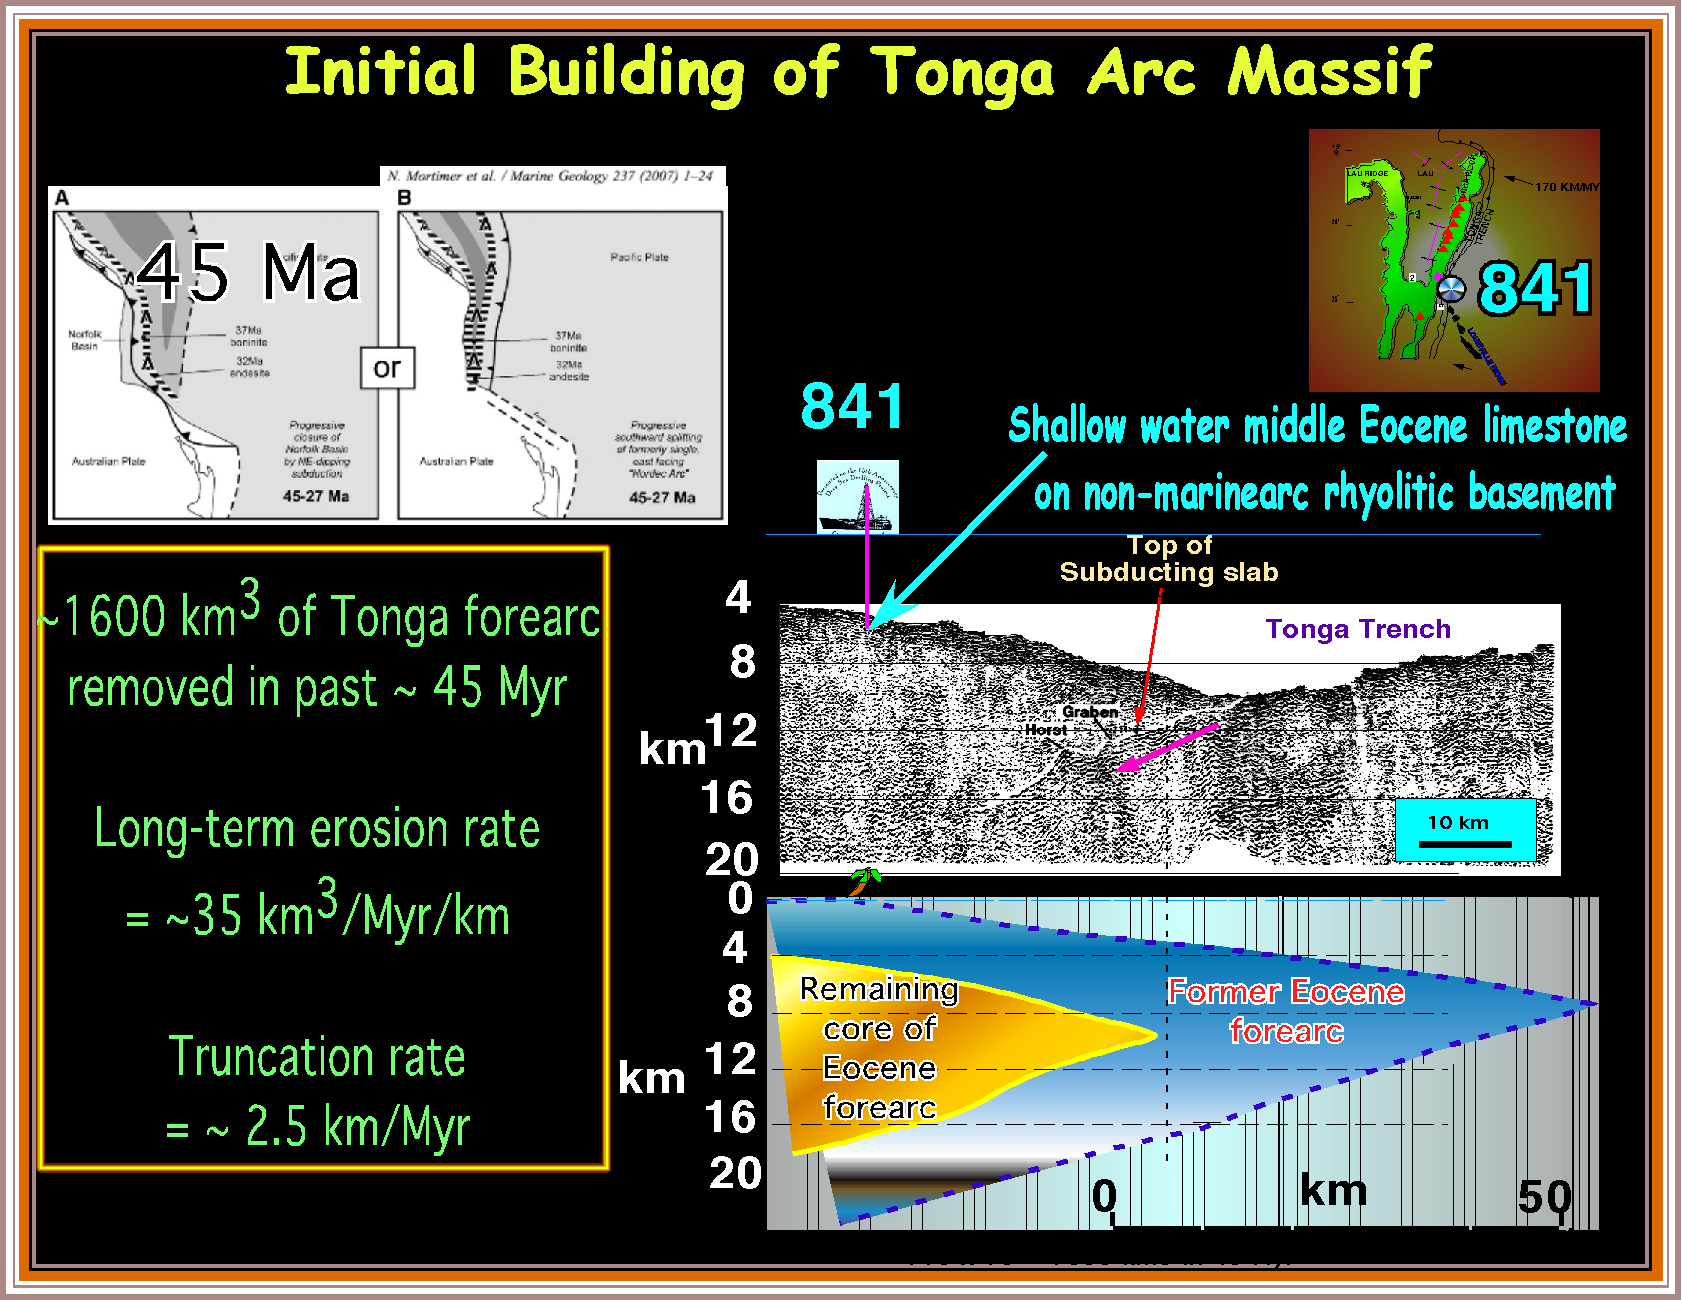 Initial Building of Tonga Arc Massif
N. Mortimer et al. / Marine Geology 237 (2007) 1–24
A
45 Ma
Norfolk
Basin
37Ma
boninite
32Ma
andesite
Australian Plate
Progressive
closure of
Norfolk Basin
by NE-dipping
subduction
45-27 Ma
or
B
Pacific Plate
37Ma
boninite
32Ma
andesite
Australian Plate
Progressive
southward splitting
of formerly single,
east facing
"Nordec Arc"
45-27 Ma
LAU RIDGE
LAU
TONGA
TRENCH
170 KM/MY
LOUISVILLE RIDGE
841
841
Shallow water middle Eocene limestone
on non-marinearc rhyolitic basement
~1600 km3 of Tonga forearc
removed in past ~ 45 Myr
Long-term erosion rate
= ~35 km3/Myr/km
Truncation rate
= ~ 2.5 km/Myr
Top of
Subducting slab
Tonga Trench
Graben
Horst
10 km
4
8
km 12
16
20
0
4
8
km 12
16
20
Remaining
core of
Eocene
forearc
Former Eocene
forearc
0 km 50